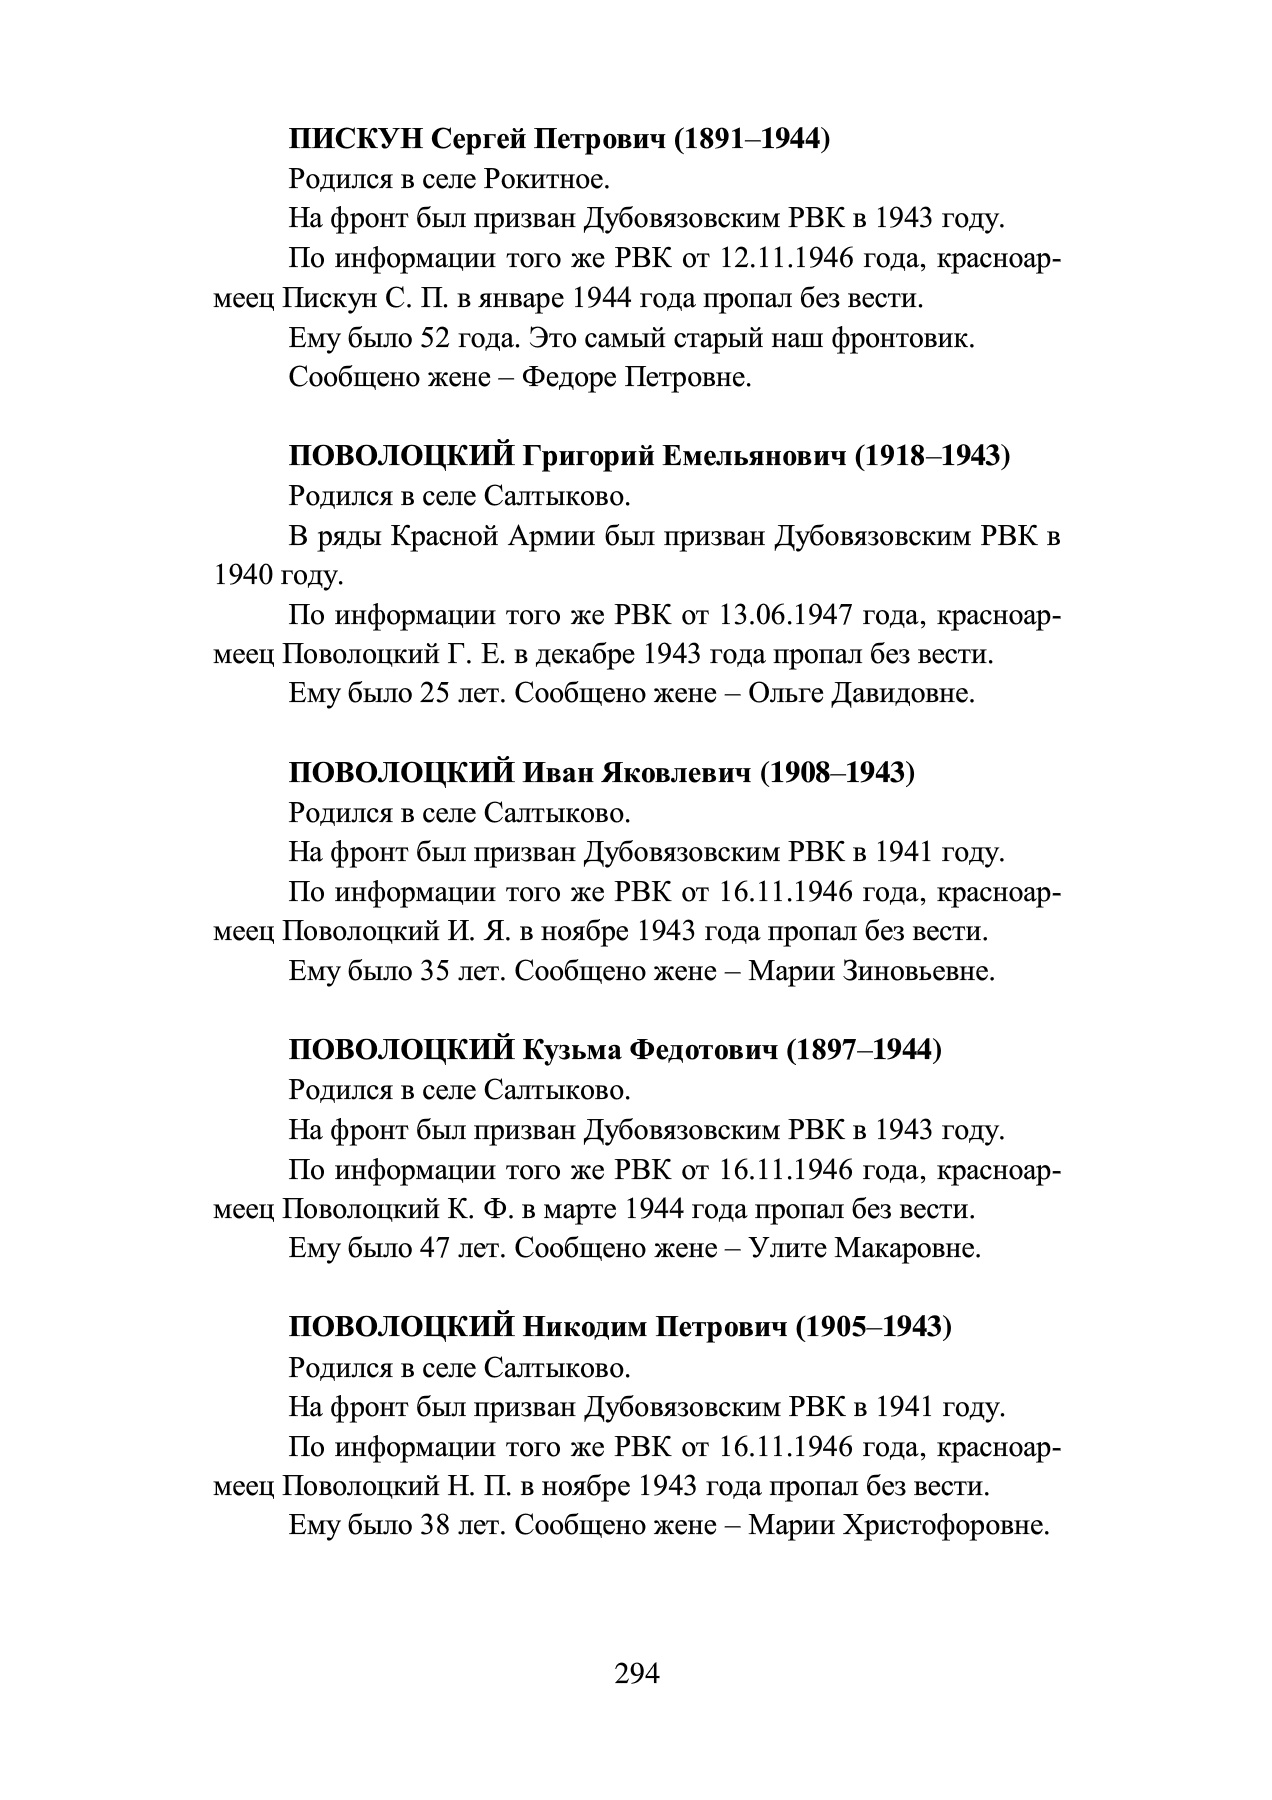 ПИСКУН Сергей Петрович (1891–1944)
Родился в селе Рокитное.
На фронт был призван Дубовязовским РВК в 1943 году.
По информации того же РВК от 12.11.1946 года, красноар-
меец Пискун С. П. в январе 1944 года пропал без вести.
Ему было 52 года. Это самый старый наш фронтовик.
Сообщено жене – Федоре Петровне.
ПОВОЛОЦКИЙ Григорий Емельянович (1918–1943)
Родился в селе Салтыково.
В ряды Красной Армии был призван Дубовязовским РВК в
1940 году.
По информации того же РВК от 13.06.1947 года, красноар-
меец Поволоцкий Г. Е. в декабре 1943 года пропал без вести.
Ему было 25 лет. Сообщено жене – Ольге Давидовне.
ПОВОЛОЦКИЙ Иван Яковлевич (1908–1943)
Родился в селе Салтыково.
На фронт был призван Дубовязовским РВК в 1941 году.
По информации того же РВК от 16.11.1946 года, красноар-
меец Поволоцкий И. Я. в ноябре 1943 года пропал без вести.
Ему было 35 лет. Сообщено жене – Марии Зиновьевне.
ПОВОЛОЦКИЙ Кузьма Федотович (1897–1944)
Родился в селе Салтыково.
На фронт был призван Дубовязовским РВК в 1943 году.
По информации того же РВК от 16.11.1946 года, красноар-
меец Поволоцкий К. Ф. в марте 1944 года пропал без вести.
Ему было 47 лет. Сообщено жене – Улите Макаровне.
ПОВОЛОЦКИЙ Никодим Петрович (1905–1943)
Родился в селе Салтыково.
На фронт был призван Дубовязовским РВК в 1941 году.
По информации того же РВК от 16.11.1946 года, красноар-
меец Поволоцкий Н. П. в ноябре 1943 года пропал без вести.
Ему было 38 лет. Сообщено жене – Марии Христофоровне.
294